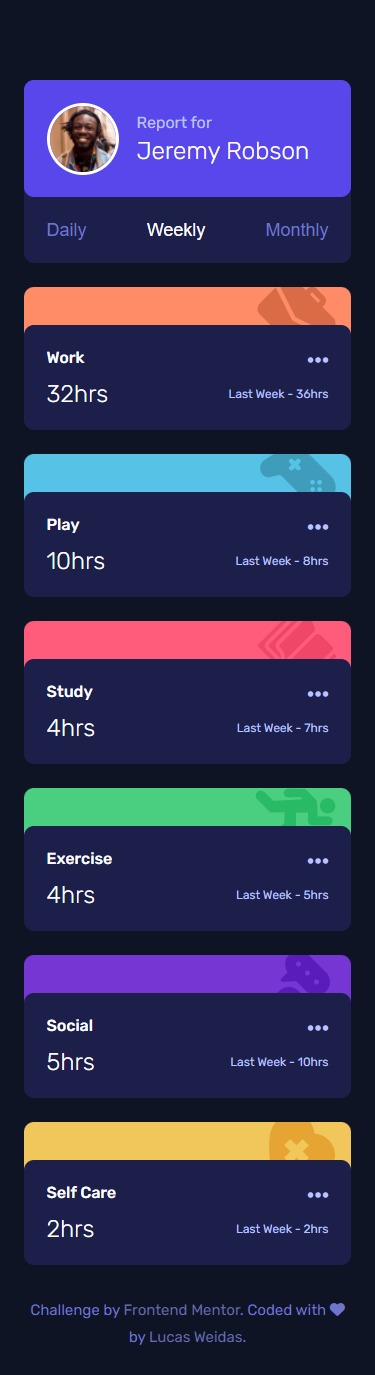 Report for
Jeremy Robson
Daily Weekly Monthly
Work
32hrs Last Week - 36hrs
Play
10hrs Last Week - 8hrs
Study
4hrs Last Week - 7hrs
Exercise
4hrs Last Week - 5hrs
Social
5hrs Last Week - 10hrs
Self Care
2hrs Last Week - 2hrs
Challenge by Frontend Mentor. Coded with
by Lucas Weidas.